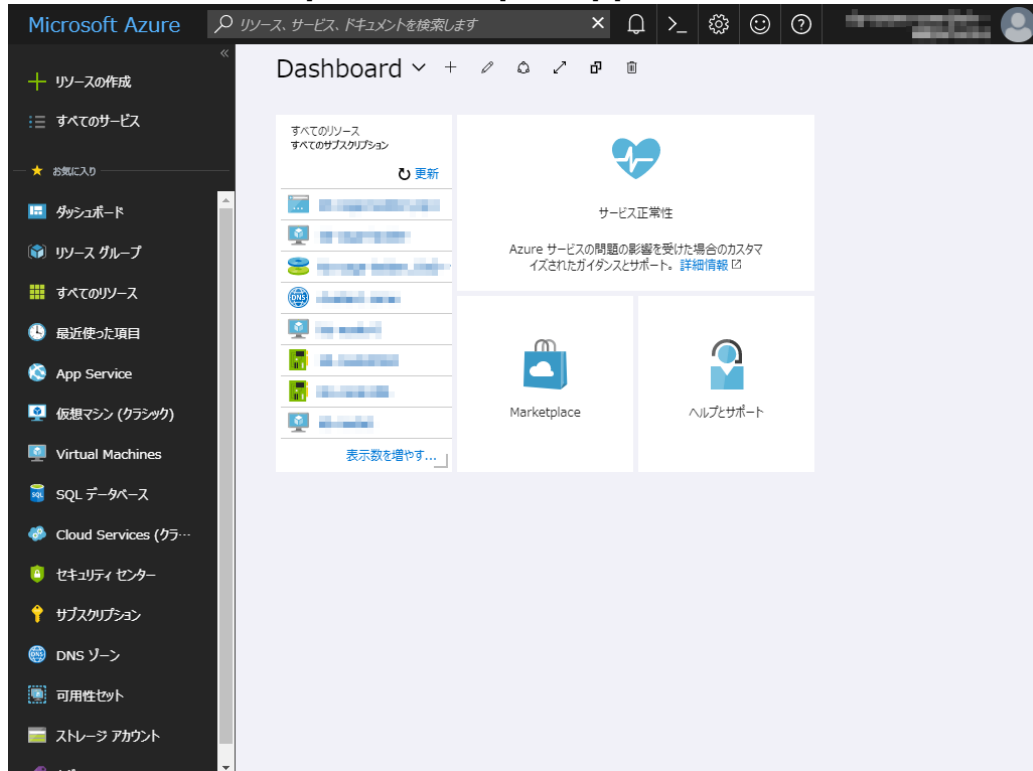 Microsoft Azure
リソース、サービス、ドキュメントを検索します
リソースの作成
すべてのサービス
お気に入り
ダッシュボード
リソース グループ
すべてのリソース
最近使った項目
App Service
仮想マシン (クラシック)
Virtual Machines
SQL データベース
Cloud Services (クラ…
セキュリティ センター
サブスクリプション
DNS ゾーン
可用性セット
ストレージ アカウント
Dashboard
すべてのリソース
すべてのサブスクリプション
更新
表示数を増やす...
サービス正常性
Azure サービスの問題の影響を受けた場合のカスタマ
イズされたガイダンスとサポート。詳細情報
Marketplace
ヘルプとサポート